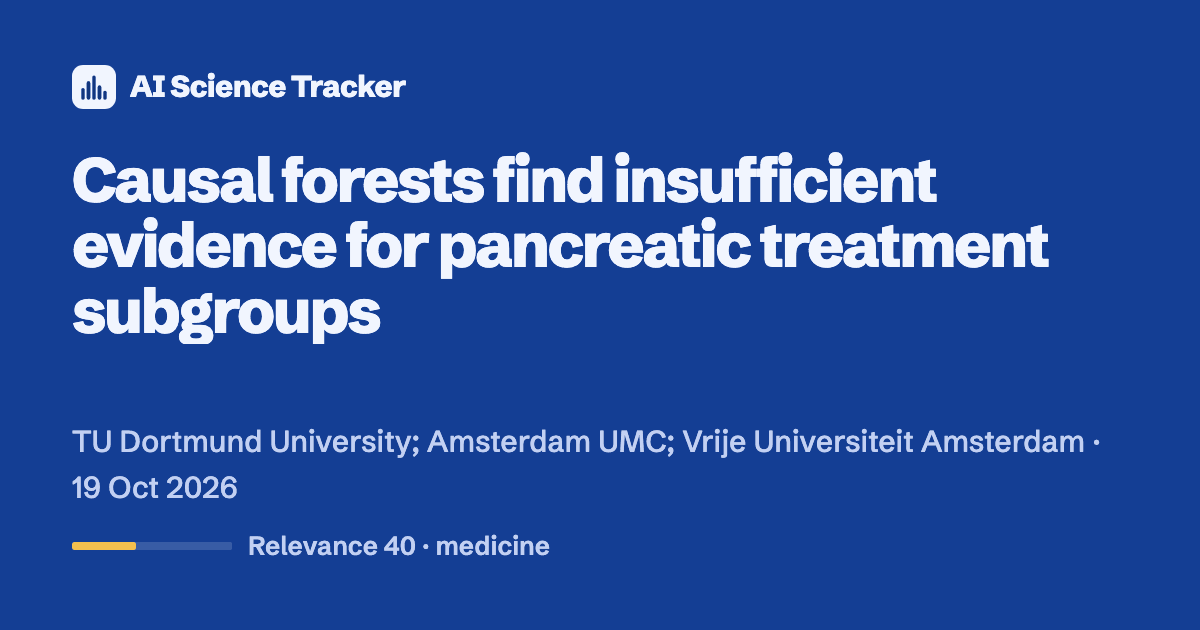 AI Science Tracker
Causal forests find insufficient
evidence for pancreatic treatment
subgroups
TU Dortmund University; Amsterdam UMC; Vrije Universiteit Amsterdam ·
19 Oct 2026
Relevance 40 · medicine